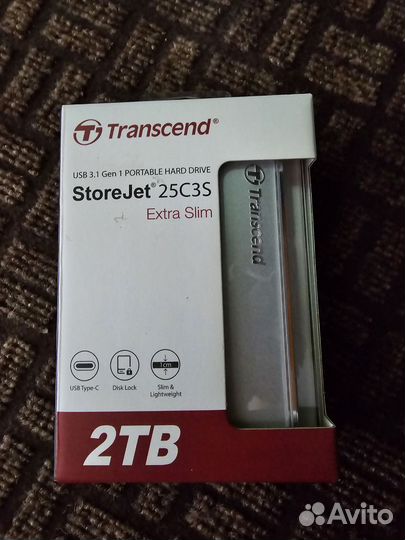 Transcend®
USB 3.1 Gen 1 PORTABLE HARD DRIVE
StoreJet® 25C3S
Extra Slim
Transcend
1cm
USB Type-C
Disk Lock
Slim &
Lightweight
2TB
Avito